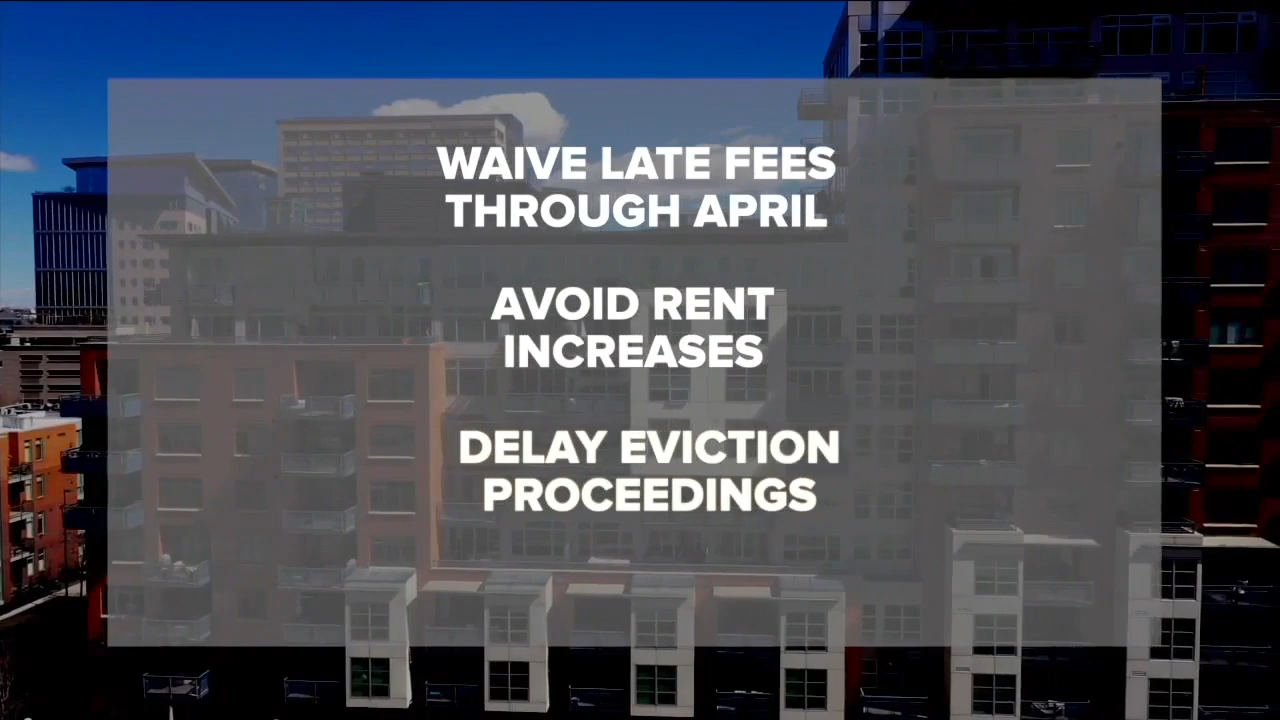 WAIVE LATE FEES
THROUGH APRIL
AVOID RENT
INCREASES
DELAY EVICTION
PROCEEDINGS